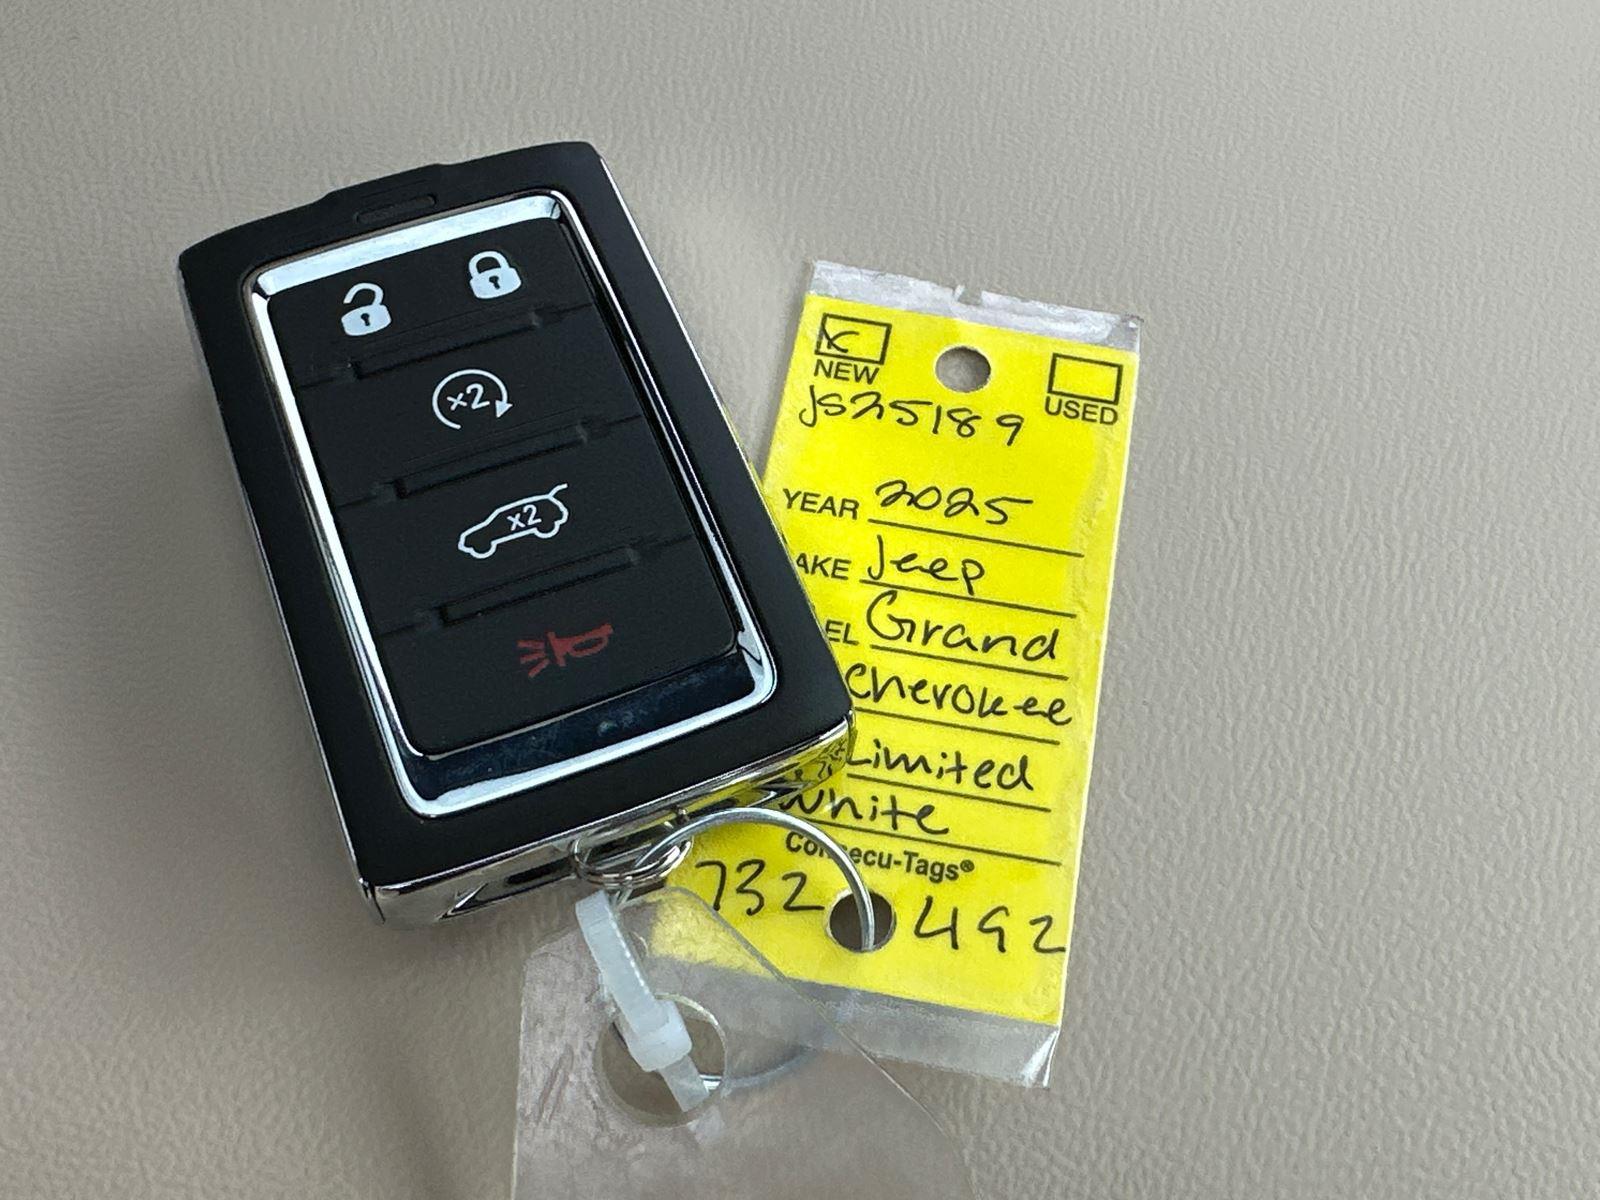 x2
x2
NEW
USED
JS25189
YEAR 2025
AKE Jeep
EL Grand
Cherokee
Limited
White
Consecu-Tags®
732 492